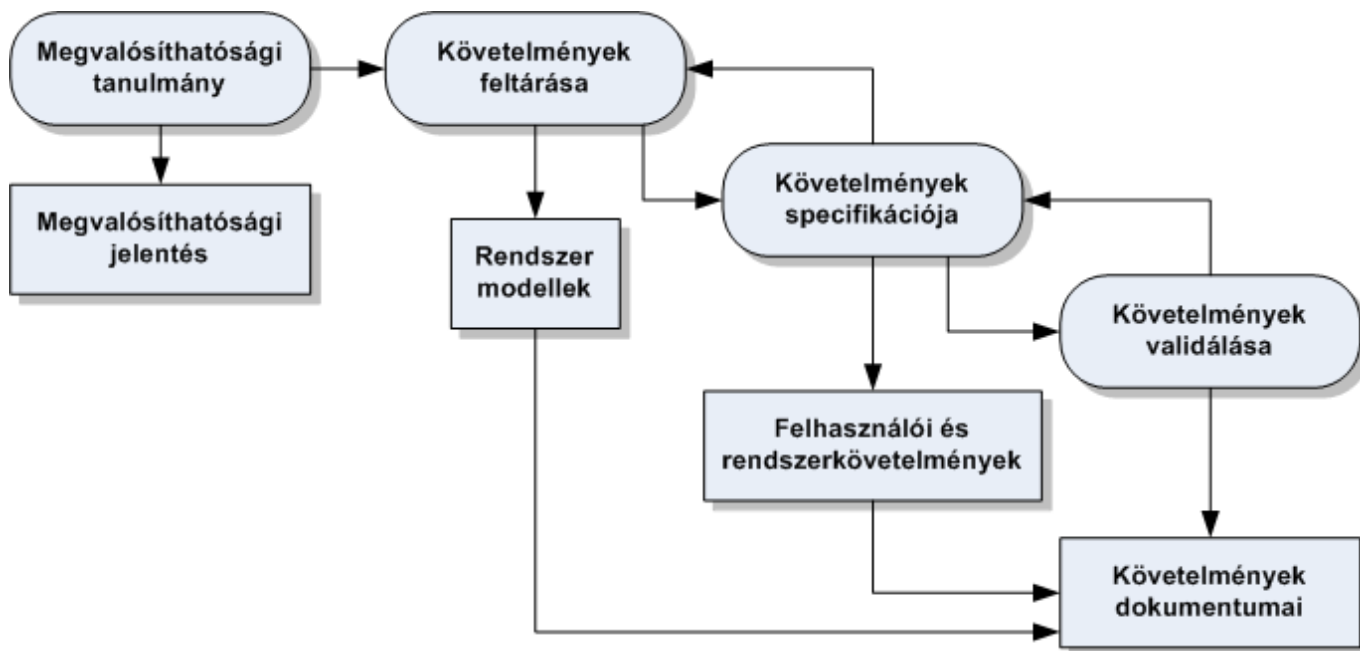 Megvalósíthatósági
tanulmány
Követelmények
feltárása
Követelmények
specifikációja
Megvalósíthatósági
jelentés
Rendszer
modellek
Követelmények
validálása
Felhasználói és
rendszerkövetelmények
Követelmények
dokumentumai